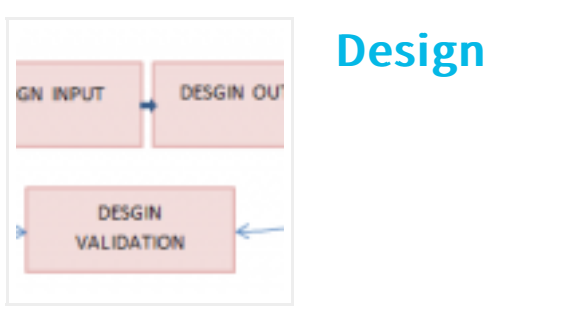 GN INPUT
DESGIN OUT
DESGIN
VALIDATION
Design